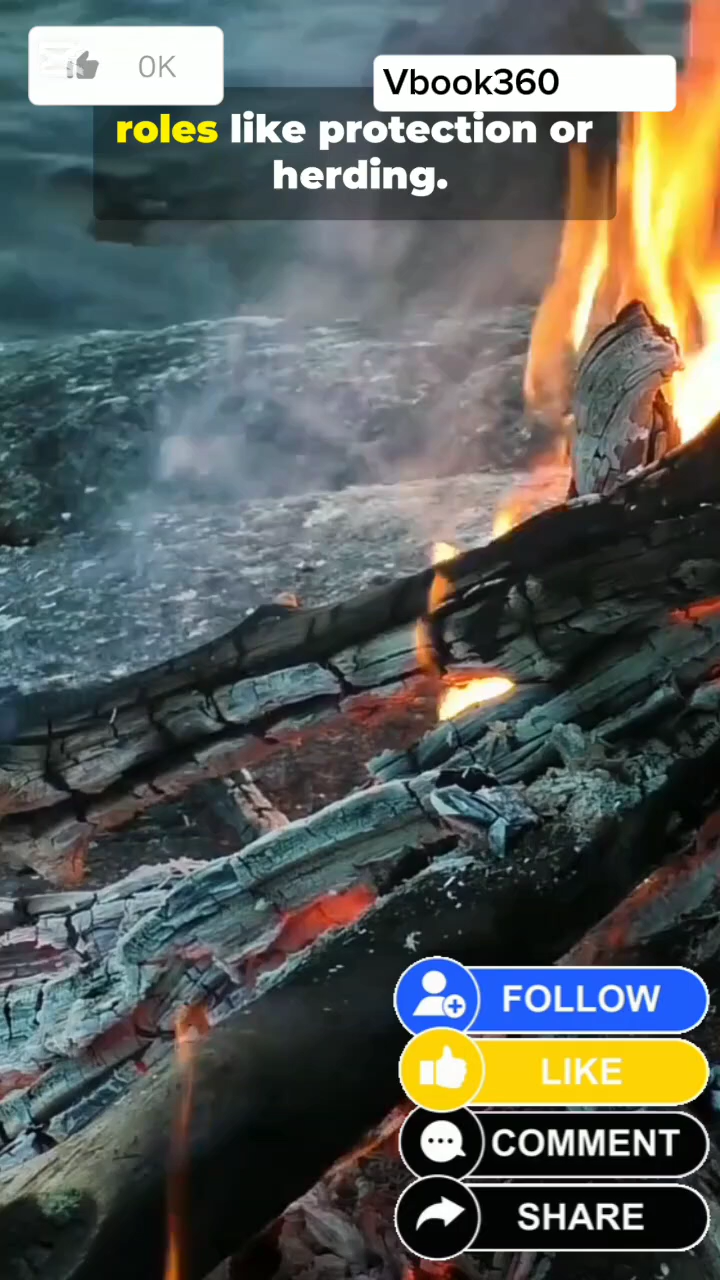 0K
Vbook360
roles like protection or
herding.
FOLLOW
LIKE
COMMENT
SHARE